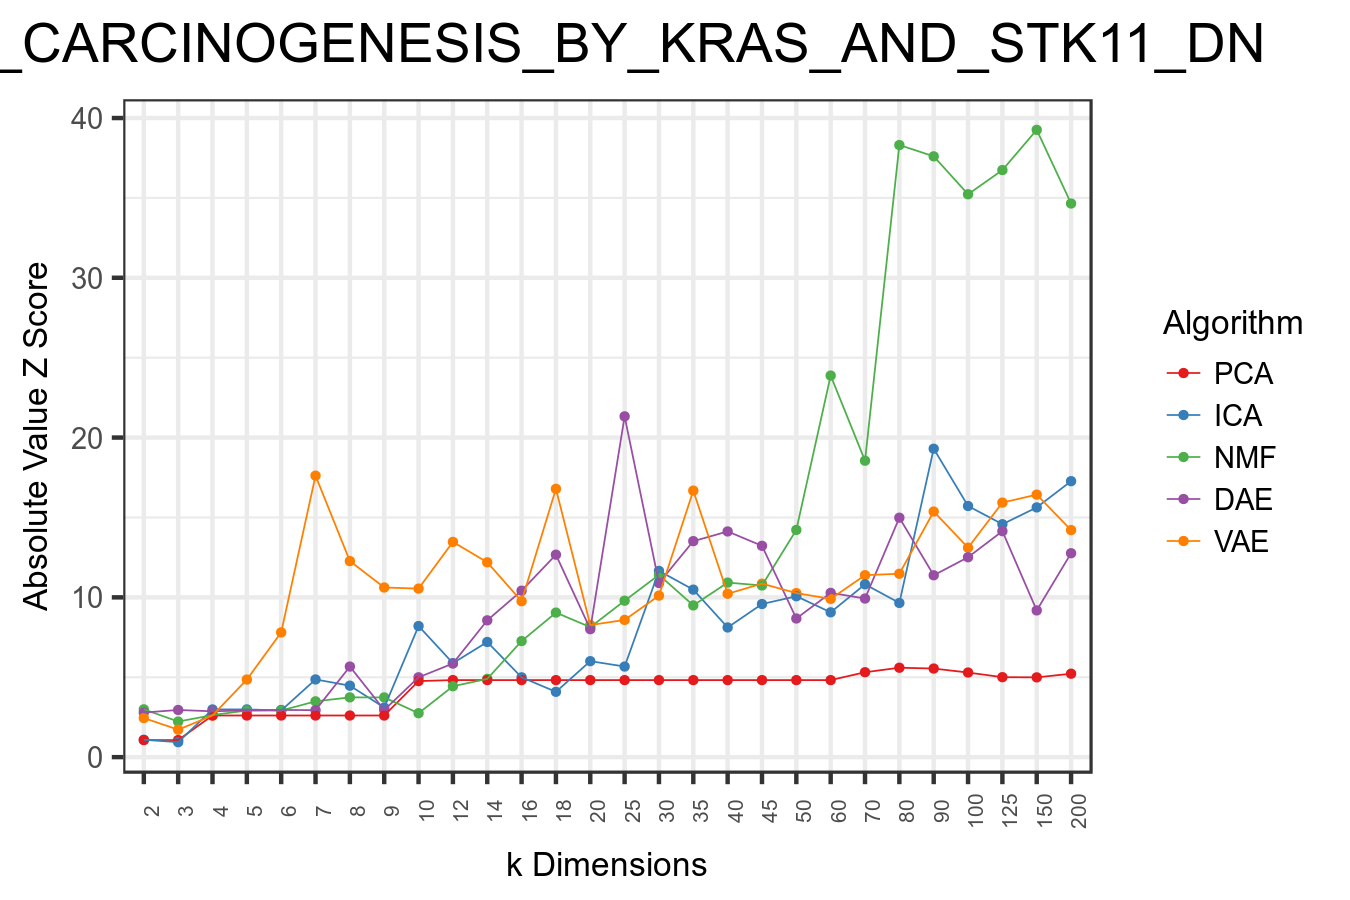 _CARCINOGENESIS_BY_KRAS_AND_STK11_DN
40
30
20
10
0
Absolute Value Z Score
2 3 4 5 6 7 8 9 10 12 14 16 18 20 25 30 35 40 45 50 60 70 80 90 100 125 150 200
k Dimensions
Algorithm
PCA
ICA
NMF
DAE
VAE